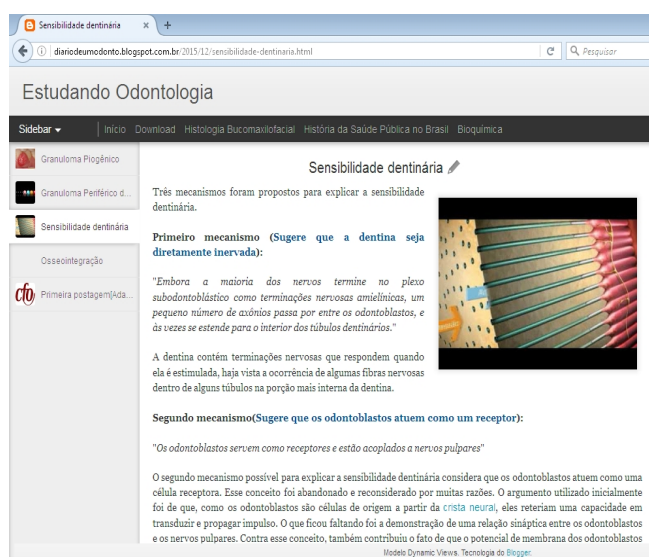 Sensibilidade dentinária
diariodeumodonto.blogspot.com.br/2015/12/sensibilidade-dentinaria.html
Pesquisar
Estudando Odontologia
Sidebar
Início Download Histologia Bucomaxilofacial História da Saúde Pública no Brasil Bioquímica
Granuloma Piogênico
Granuloma Periférico d...
Sensibilidade dentinária
Osseointegração
cfo
Primeira postagem[Ada...
Sensibilidade dentinária
Três mecanismos foram propostos para explicar a sensibilidade
dentinária.
Primeiro mecanismo (Sugere que a dentina seja
diretamente inervada):
"Embora a maioria dos nervos termine no plexo
subodontoblástico como terminações nervosas amielínicas, um
pequeno número de axônios passa por entre os odontoblastos, e
às vezes se estende para o interior dos túbulos dentinários."
A dentina contém terminações nervosas que respondem quando
ela é estimulada, haja vista a ocorrência de algumas fibras nervosas
dentro de alguns túbulos na porção mais interna da dentina.
Segundo mecanismo(Sugere que os odontoblastos atuem como um receptor):
"Os odontoblastos servem como receptores e estão acoplados a nervos pulpares"
O segundo mecanismo possível para explicar a sensibilidade dentinária considera que os odontoblastos atuem como uma
célula receptora. Esse conceito foi abandonado e reconsiderado por muitas razões. O argumento utilizado inicialmente
foi de que, como os odontoblastos são células de origem a partir da crista neural, eles reteriam uma capacidade em
transduzir e propagar impulso. O que ficou faltando foi a demonstração de uma relação sináptica entre os odontoblastos
e os nervos pulpares. Contra esse conceito, também contribuiu o fato de que o potencial de membrana dos odontoblastos
Modelo Dynamic Views. Tecnologia do Blogger.